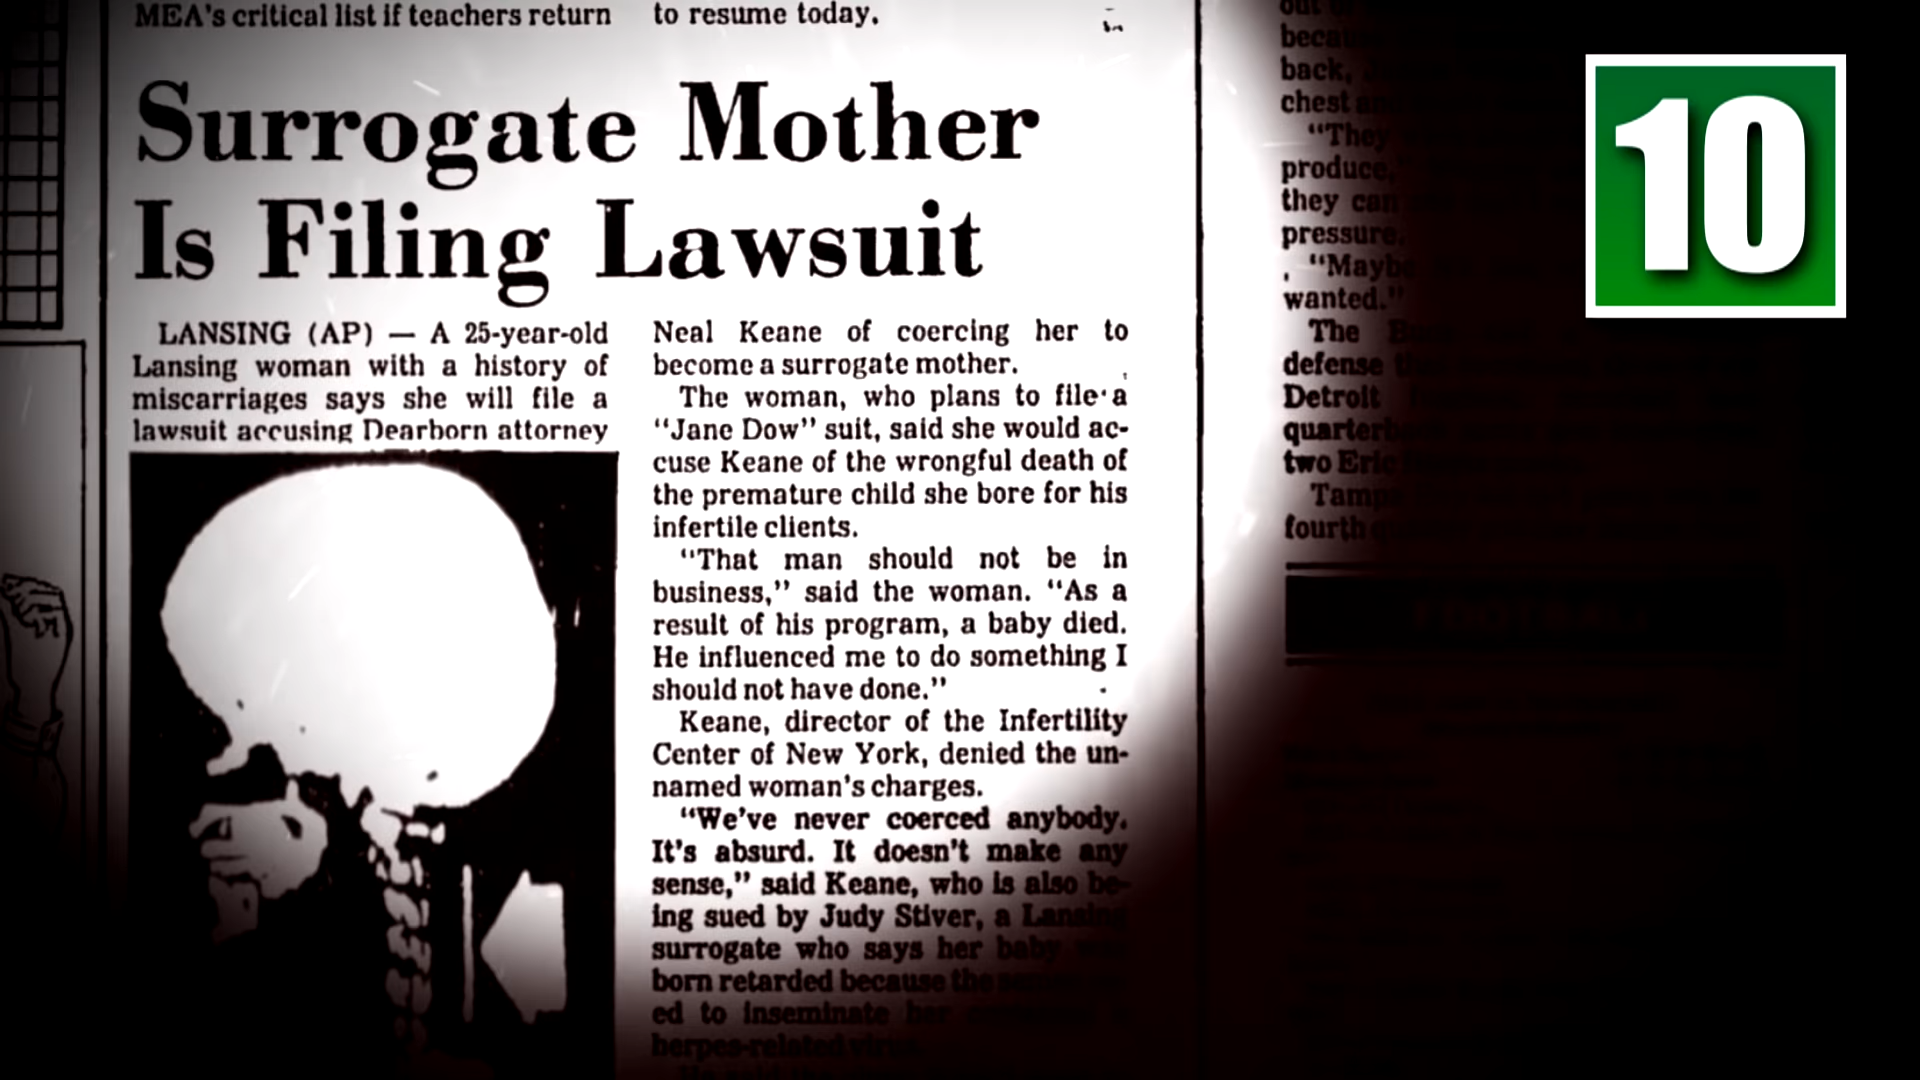 MEA's critical list if teachers return
to resume today.
Surrogate Mother
Is Filing Lawsuit
LANSING (AP) — A 25-year-old
Lansing woman with a history of
miscarriages says she will file a
lawsuit accusing Dearborn attorney
Neal Keane of coercing her to
become a surrogate mother.
The woman, who plans to file a
"Jane Dow" suit, said she would ac-
cuse Keane of the wrongful death of
the premature child she bore for his
infertile clients.
"That man should not be in
business," said the woman. "As a
result of his program, a baby died.
He influenced me to do something I
should not have done."
Keane, director of the Infertility
Center of New York, denied the un-
named woman's charges.
"We've never coerced anybody.
It's absurd. It doesn't make any
sense," said Keane, who is also be-
ing sued by Judy Stiver, a Lansing
surrogate who says her baby
born retarded because the
ed to inseminate her
herpes-related virus.
out
because
back,
chest
"They
produce,
they can
pressure.
"Maybe
wanted."
The
defense
Detroit
two Eric
fourth
10